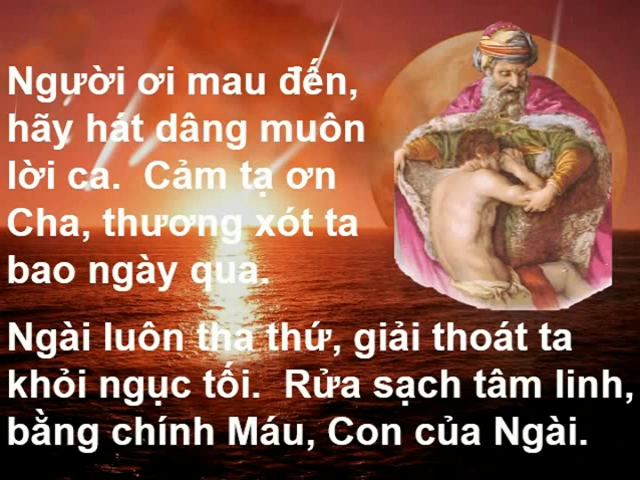 Người ơi mau đến,
hãy hát dâng muôn
lời ca.  Cảm tạ ơn
Cha, thương xót ta
bao ngày qua.
Ngài luôn tha thứ, giải thoát ta
khỏi ngục tối.  Rửa sạch tâm linh,
bằng chính Máu, Con của Ngài.